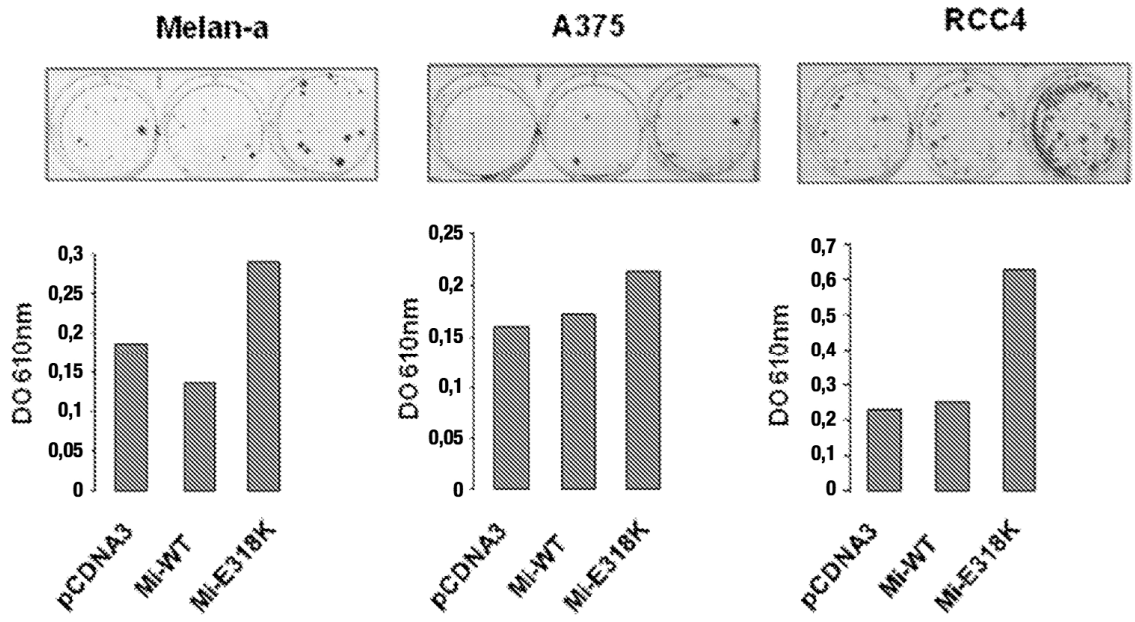 Melan-a
A375
RCC4
DO 610nm
0,3
0,25
0,2
0,15
0,1
0,05
0
pCDNA3
Mi-WT
Mi-E318K
DO 610nm
0,25
0,2
0,15
0,1
0,05
0
pCDNA3
Mi-WT
Mi-E318K
DO 610nm
0,7
0,6
0,5
0,4
0,3
0,2
0,1
0
pCDNA3
Mi-WT
Mi-E318K